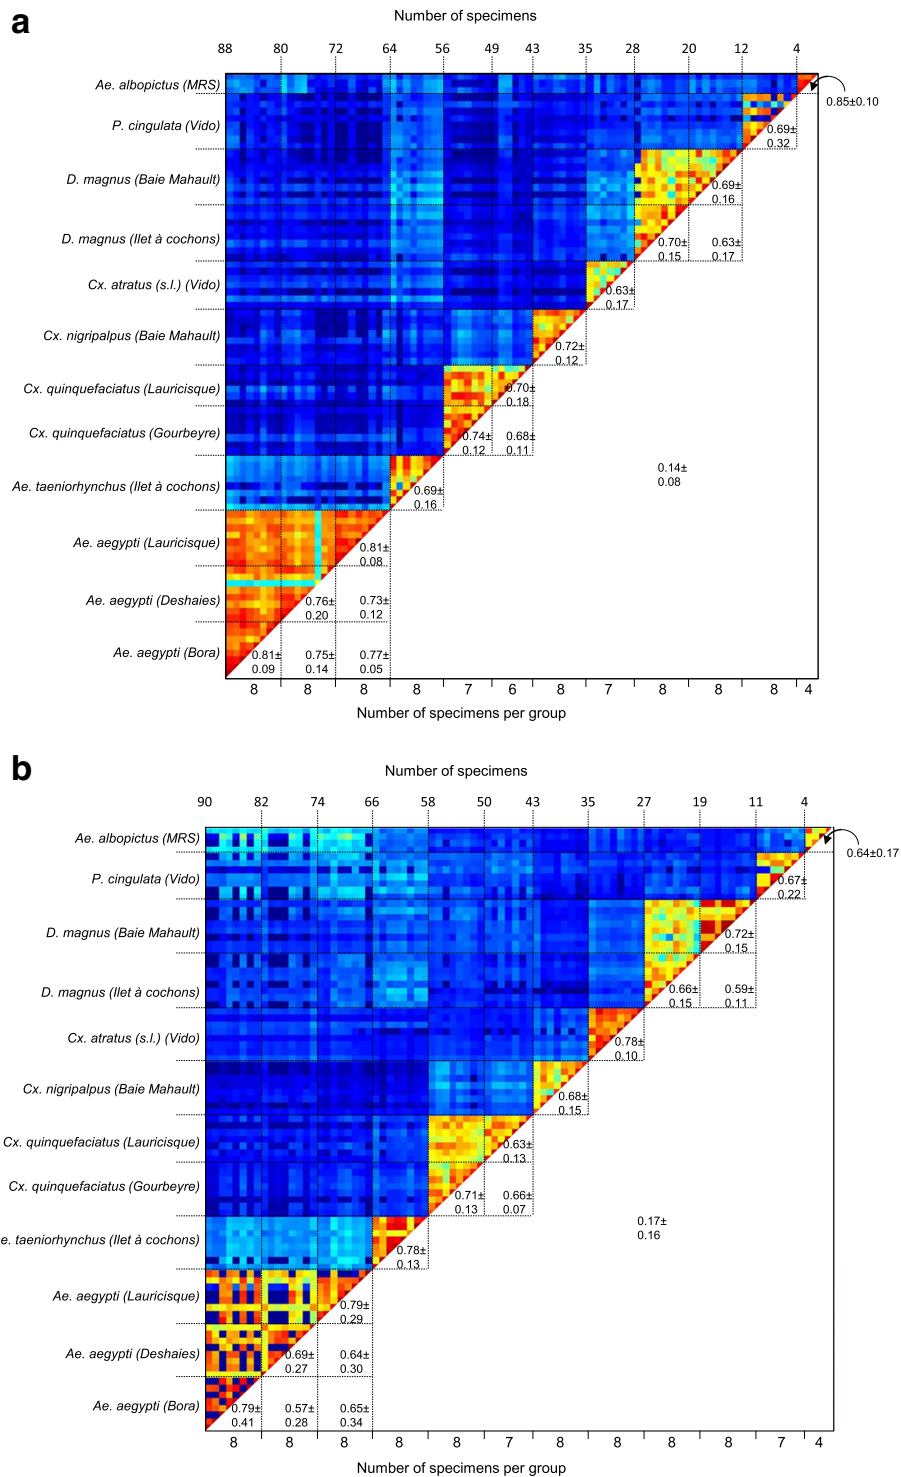 a
Number of specimens
88 80 72 64 56 49 43 35 28 20 12 4
Ae. albopictus (MRS)
0.85±0.10
P. cingulata (Vido)
0.69±
0.32
D. magnus (Baie Mahault)
0.69±
0.16
D. magnus (Ilet à cochons)
0.70± 0.63±
0.15 0.17
Cx. atratus (s.l.) (Vido)
0.63±
0.17
Cx. nigripalpus (Baie Mahault)
0.72±
0.12
Cx. quinquefaciatus (Lauricisque)
0.70±
0.18
Cx. quinquefaciatus (Gourbeyre)
0.74± 0.68±
0.12 0.11
0.14±
0.08
Ae. taeniorhynchus (Ilet à cochons)
0.69±
0.16
Ae. aegypti (Lauricisque)
0.81±
0.08
Ae. aegypti (Deshaies)
0.76± 0.73±
0.20 0.12
Ae. aegypti (Bora)
0.81± 0.75± 0.77±
0.09 0.14 0.05
8 8 8 8 7 6 8 7 8 8 8 4
Number of specimens per group
b
Number of specimens
90 82 74 66 58 50 43 35 27 19 11 4
Ae. albopictus (MRS)
0.64±0.17
P. cingulata (Vido)
0.67±
0.22
D. magnus (Baie Mahault)
0.72±
0.15
D. magnus (Ilet à cochons)
0.66± 0.59±
0.15 0.11
Cx. atratus (s.l.) (Vido)
0.78±
0.10
Cx. nigripalpus (Baie Mahault)
0.68±
0.15
Cx. quinquefaciatus (Lauricisque)
0.63±
0.13
Cx. quinquefaciatus (Gourbeyre)
0.71± 0.66±
0.13 0.07
0.17±
0.16
e. taeniorhynchus (Ilet à cochons)
0.78±
0.13
Ae. aegypti (Lauricisque)
0.79±
0.29
Ae. aegypti (Deshaies)
0.69± 0.64±
0.27 0.30
Ae. aegypti (Bora)
0.79± 0.57± 0.65±
0.41 0.28 0.34
8 8 8 8 8 7 8 8 8 8 7 4
Number of specimens per group